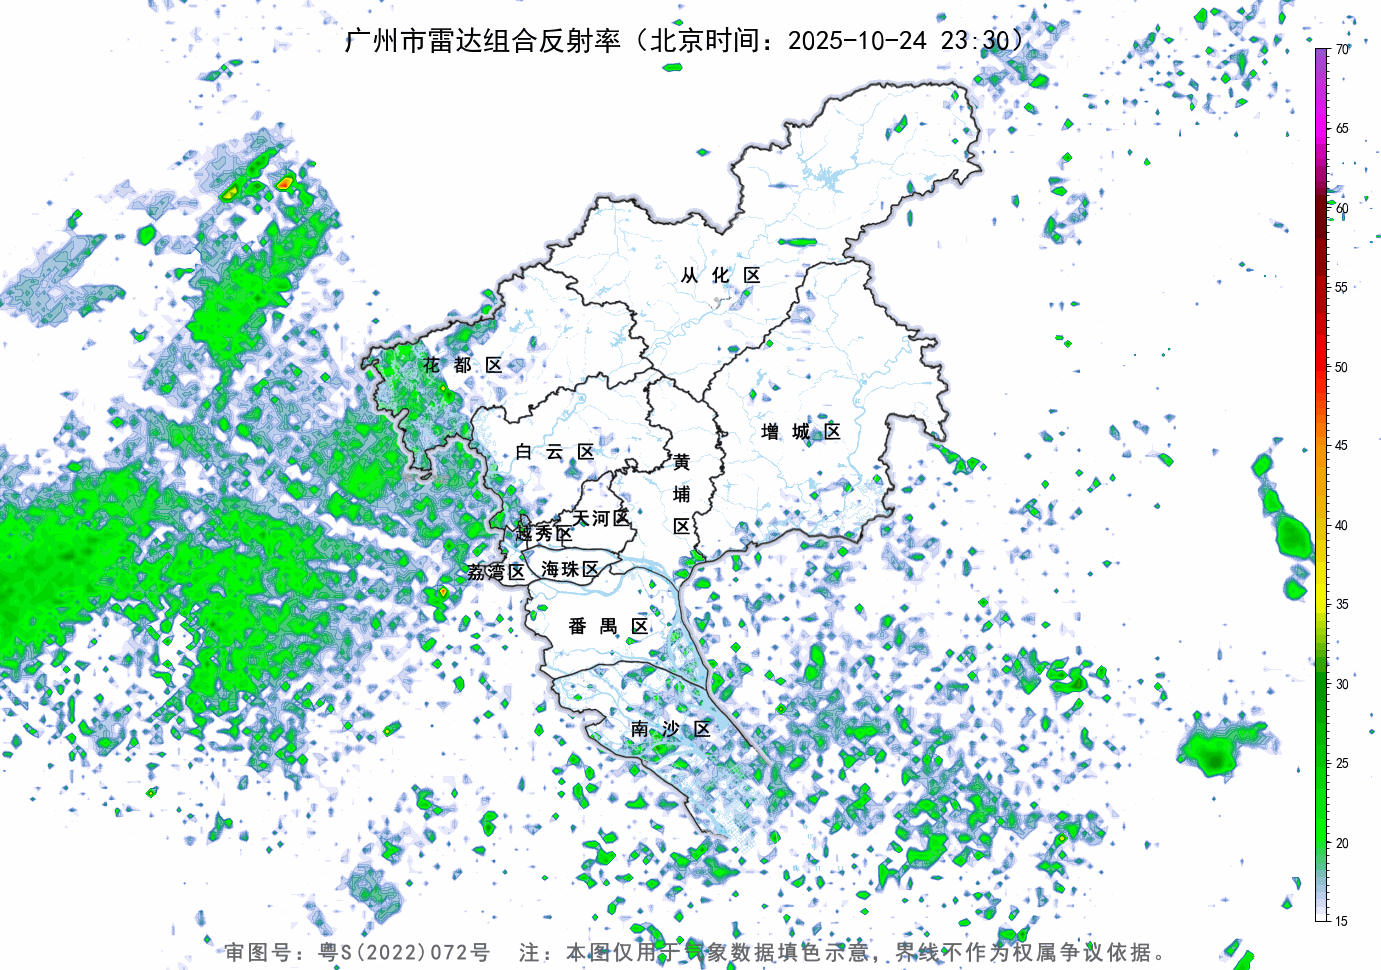 广州市雷达组合反射率（北京时间：2025-10-24 23:30）
70
65
60
55
50
45
40
35
30
25
20
15
从化区
花都区
增城区
白云区
黄埔区
天河区
越秀区
荔湾区
海珠区
番禺区
南沙区
审图号：粤S(2022)072号 注：本图仅用于气象数据填色示意，界线不作为权属争议依据。